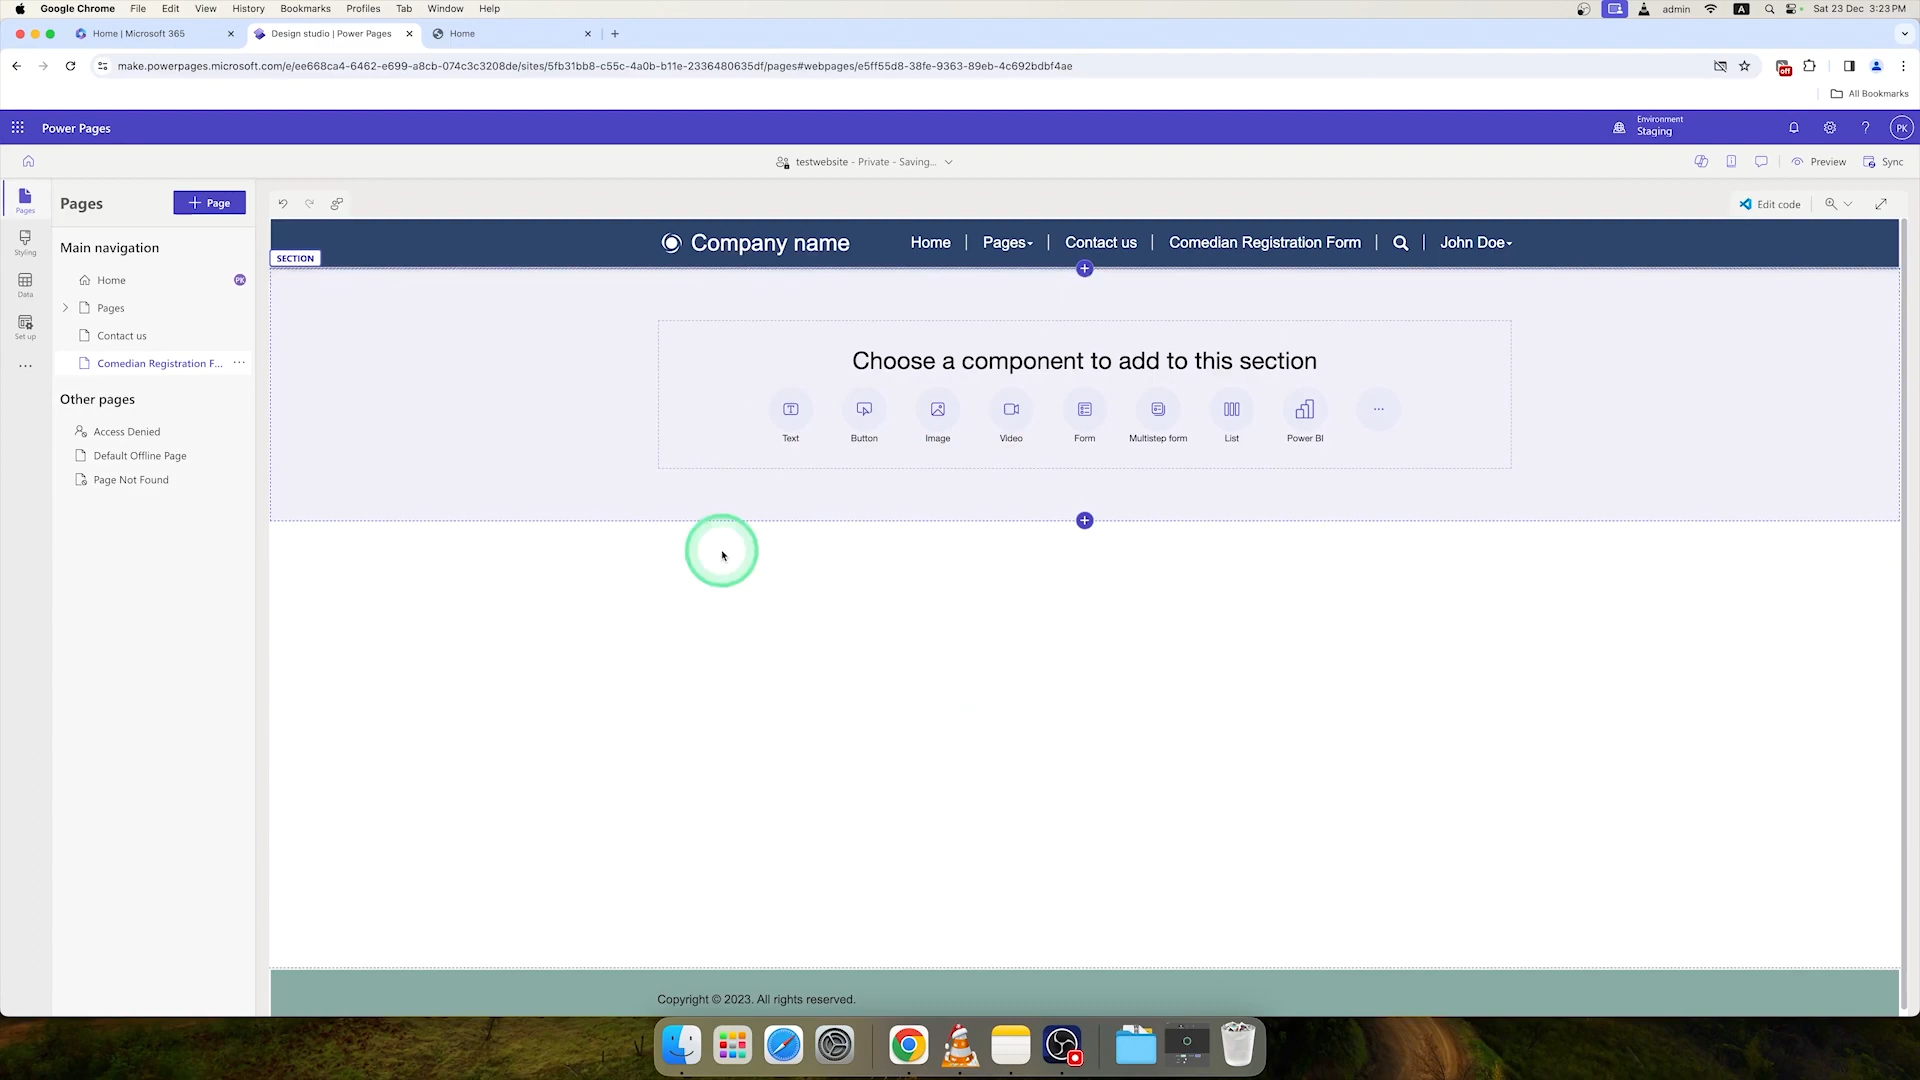 Google Chrome File Edit View History Bookmarks Profiles Tab Window Help
admin A Sat 23 Dec 3:23 PM
Home | Microsoft 365
Design studio | Power Pages
Home
make.powerpages.microsoft.com/e/ee668ca4-6462-e699-a8cb-074c3c3208de/sites/5fb31bb8-c55c-4a0b-b11e-2336480635df/pages#webpages/e5ff55d8-38fe-9363-89eb-4c692bdbf4ae
off
All Bookmarks
Power Pages
Environment
Staging
PK
testwebsite - Private - Saving...
Preview
Sync
Pages
Styling
Data
Set up
Pages
Page
Main navigation
Home
PK
Pages
Contact us
Comedian Registration F...
Other pages
Access Denied
Default Offline Page
Page Not Found
Edit code
SECTION
Company name
Home | Pages | Contact us | Comedian Registration Form | | John Doe
Choose a component to add to this section
Text
Button
Image
Video
Form
Multistep form
List
Power BI
Copyright © 2023. All rights reserved.